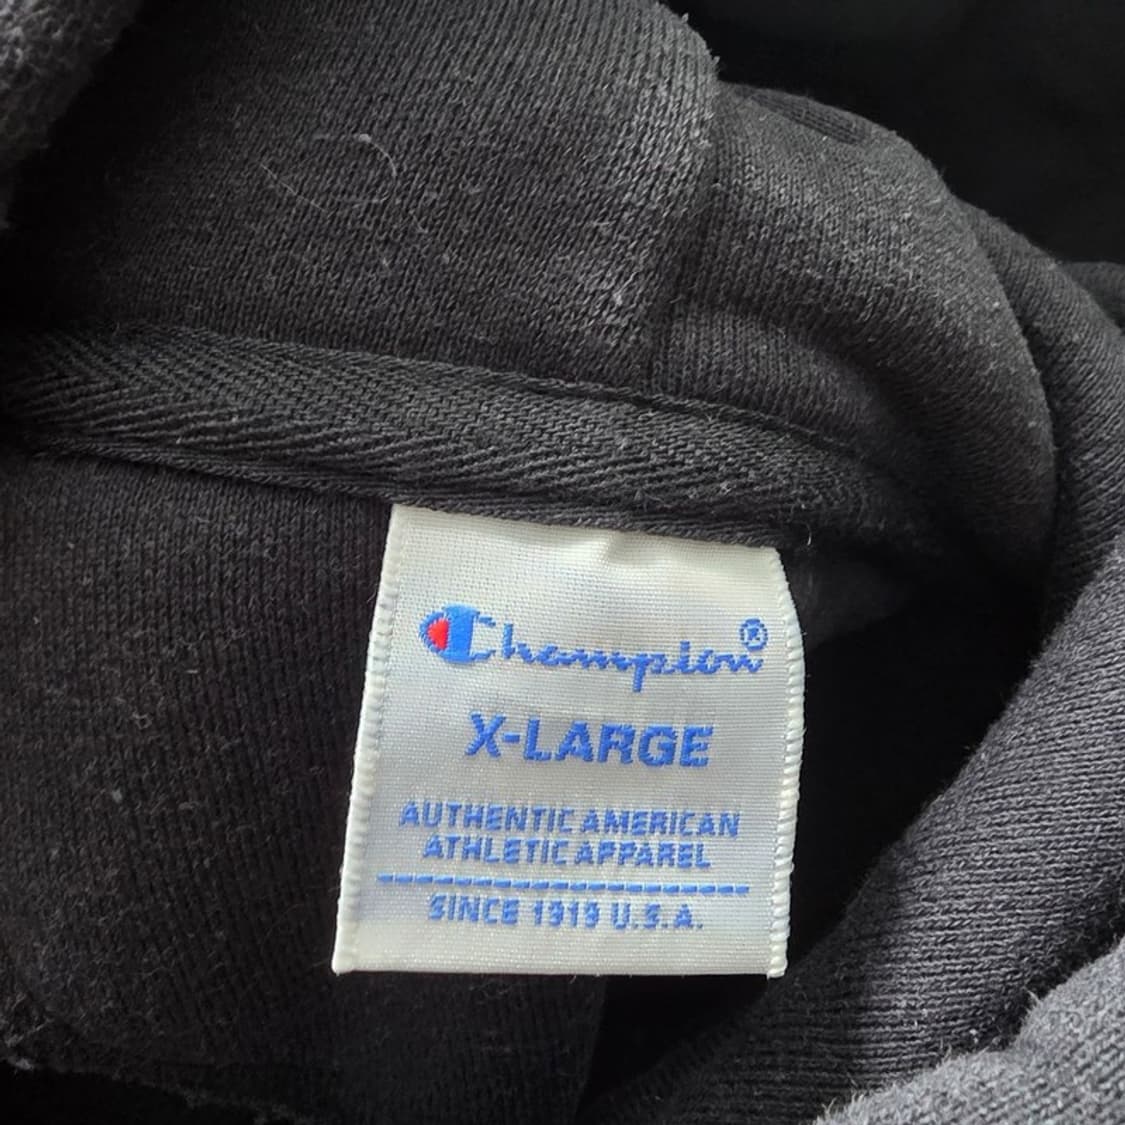 Champion®
X-LARGE
AUTHENTIC AMERICAN
ATHLETIC APPAREL
SINCE 1919 U.S.A.